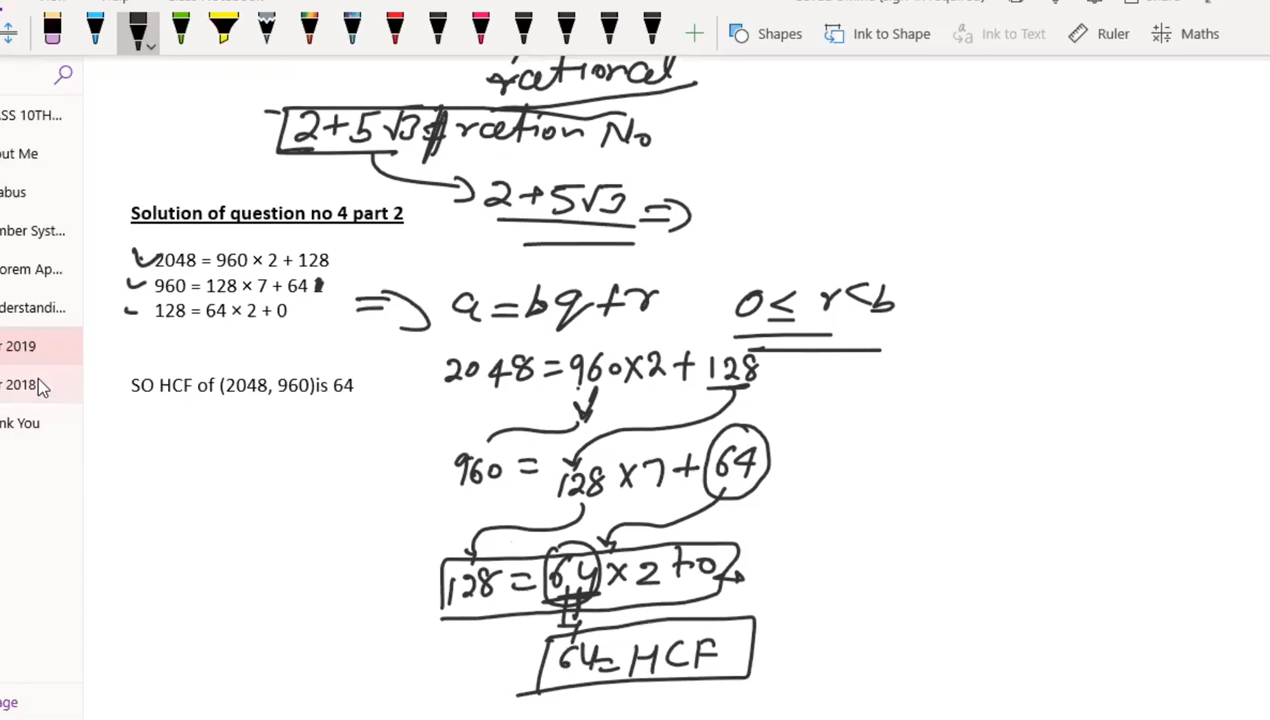 Shapes
Ink to Shape
Ink to Text
Ruler
Maths
SS 10TH...
out Me
abus
mber Syst...
orem Ap...
derstandi...
r 2019
r 2018
nk You
age
rational
2+5√3 ration No
2+5√3 =>
Solution of question no 4 part 2
2048 = 960 × 2 + 128
960 = 128 × 7 + 64
128 = 64 × 2 + 0
SO HCF of (2048, 960)is 64
=> a = bq + r 0 ≤ r < b
2048 = 960 × 2 + 128
960 = 128 × 7 + 64
128 = 64 × 2 + 0
64 = HCF